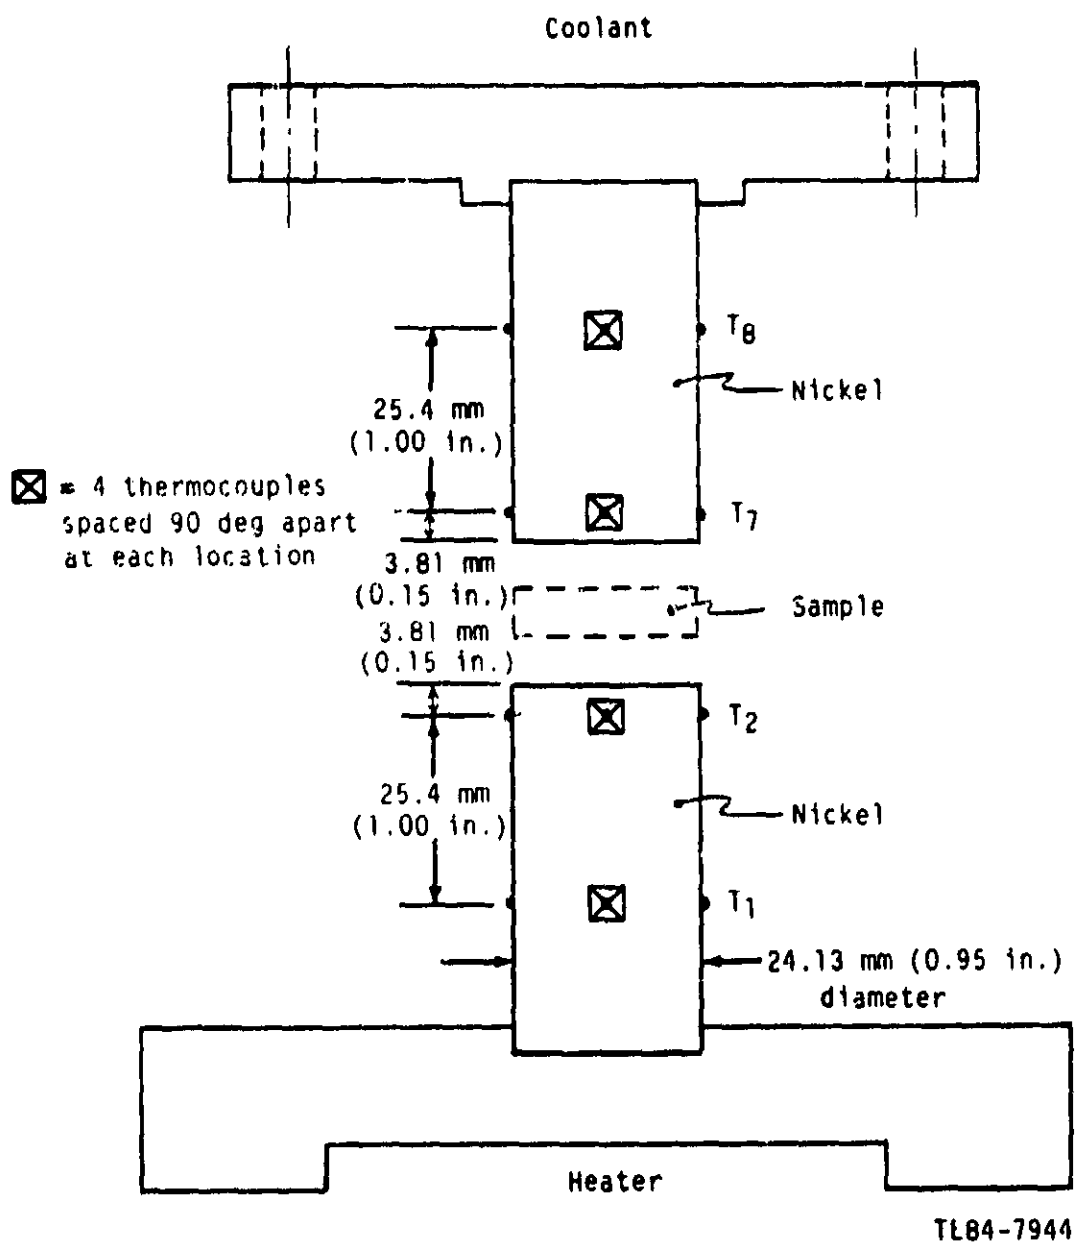 Coolant
T8
Nickel
25.4 mm
(1.00 in.)
= 4 thermocouples
spaced 90 deg apart
at each location
T7
3.81 mm
(0.15 in.)
Sample
3.81 mm
(0.15 in.)
T2
25.4 mm
(1.00 in.)
Nickel
T1
24.13 mm (0.95 in.)
diameter
Heater
TL84-7944